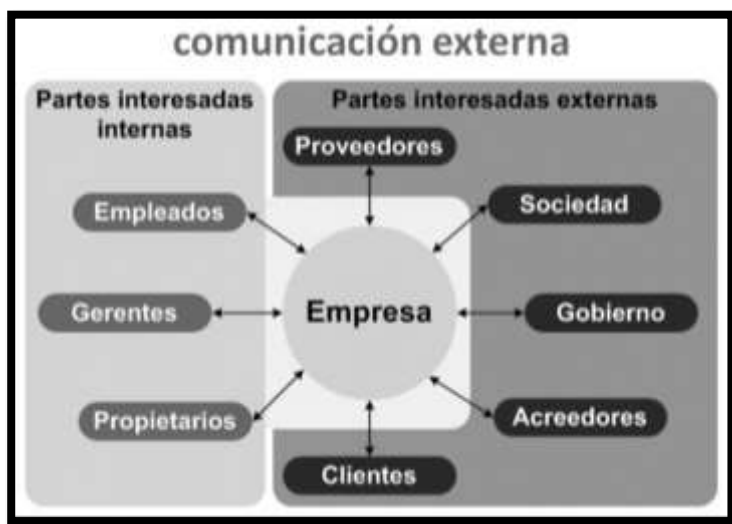 comunicación externa
Partes interesadas
internas
Partes interesadas externas
Proveedores
Empleados
Sociedad
Gerentes
Empresa
Gobierno
Propietarios
Acreedores
Clientes